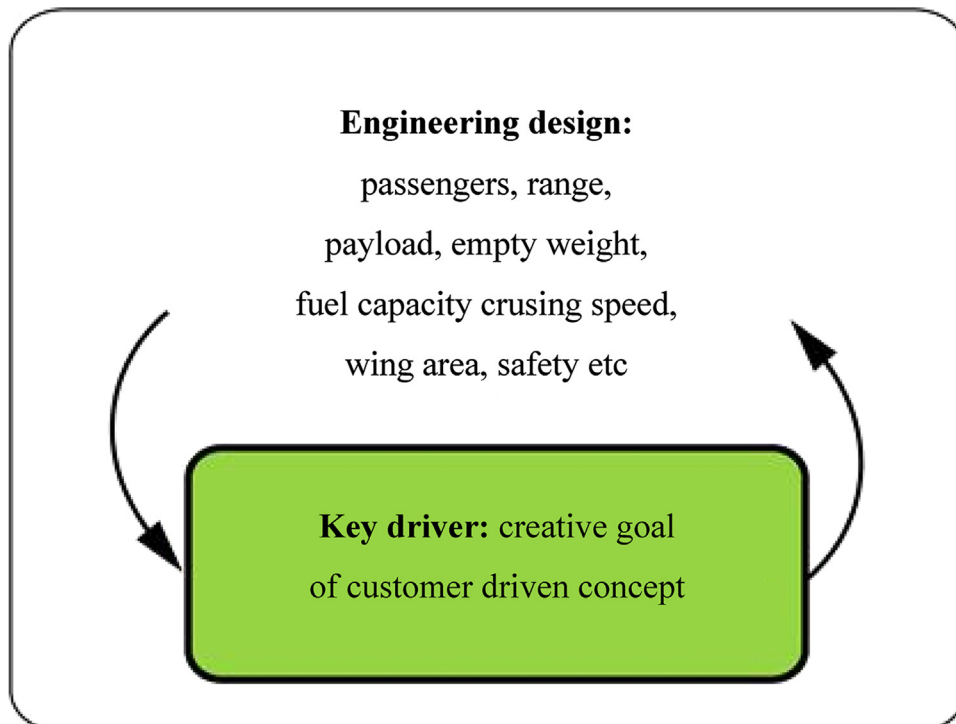 Engineering design:
passengers, range,
payload, empty weight,
fuel capacity crusing speed,
wing area, safety etc
Key driver: creative goal
of customer driven concept